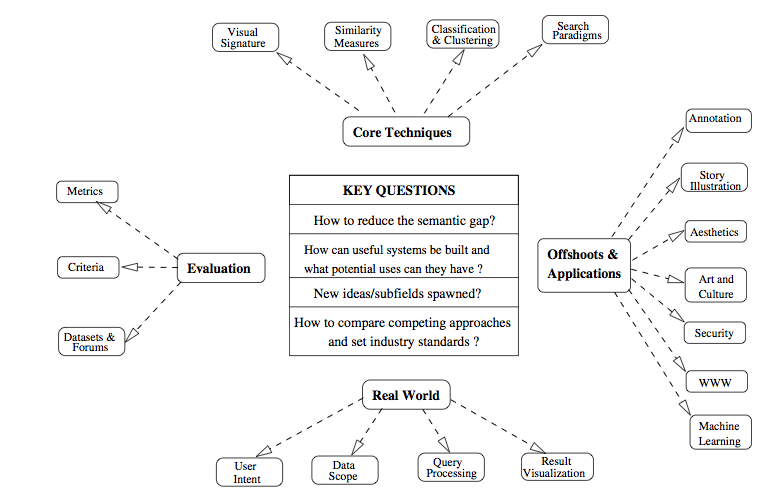 Visual
Signature
Similarity
Measures
Classification
& Clustering
Search
Paradigms
Core Techniques
Metrics
Criteria
Datasets &
Forums
Evaluation
KEY QUESTIONS
How to reduce the semantic gap?
How can useful systems be built and
what potential uses can they have ?
New ideas/subfields spawned?
How to compare competing approaches
and set industry standards ?
Offshoots &
Applications
Annotation
Story
Illustration
Aesthetics
Art and
Culture
Security
WWW
Machine
Learning
Real World
User
Intent
Data
Scope
Query
Processing
Result
Visualization